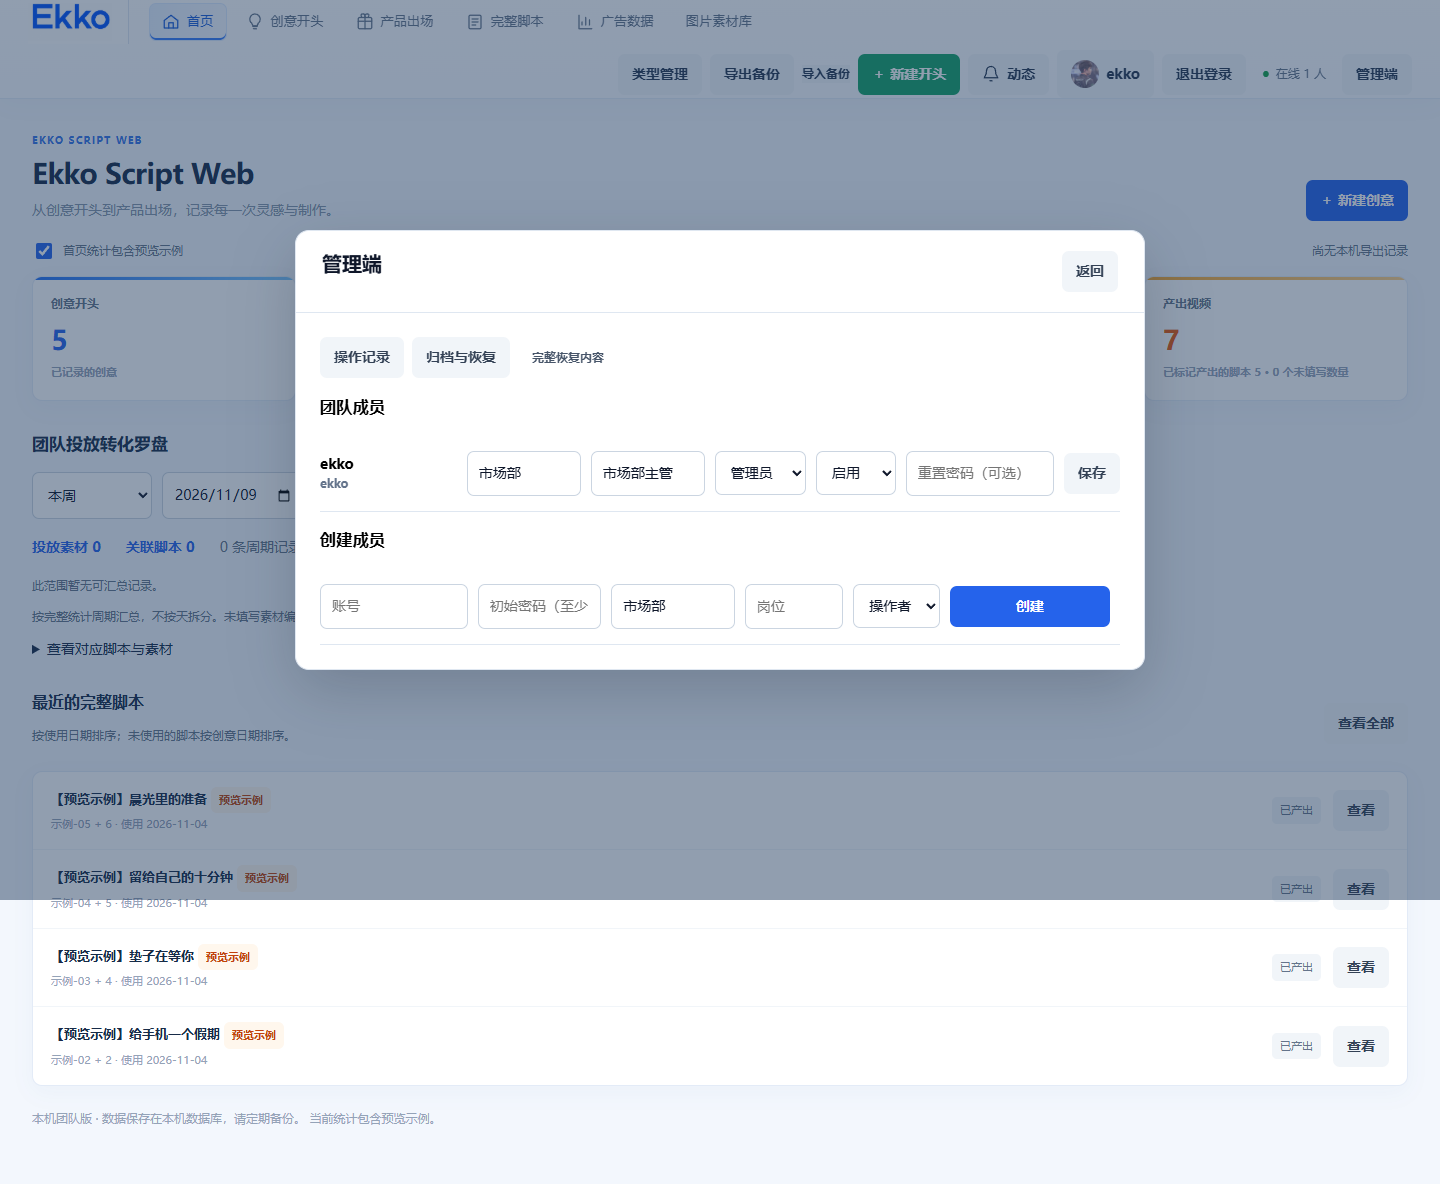 Ekko
首页
创意开头
产品出场
完整脚本
广告数据
图片素材库
类型管理
导出备份
导入备份
+ 新建开头
动态
ekko
退出登录
在线 1 人
管理端
EKKO SCRIPT WEB
Ekko Script Web
从创意开头到产品出场，记录每一次灵感与制作。
+ 新建创意
首页统计包含预览示例
尚无本机导出记录
创意开头
5
已记录的创意
产出视频
7
已标记产出的脚本 5 • 0 个未填写数量
团队投放转化罗盘
本周
2026/11/09
投放素材 0
关联脚本 0
0 条周期记录
此范围暂无可汇总记录。
按完整统计周期汇总，不按天拆分。未填写素材编
查看对应脚本与素材
管理端
返回
操作记录
归档与恢复
完整恢复内容
团队成员
ekko
ekko
市场部
市场部主管
管理员
启用
重置密码（可选）
保存
创建成员
账号
初始密码（至少
市场部
岗位
操作者
创建
最近的完整脚本
按使用日期排序；未使用的脚本按创意日期排序。
查看全部
【预览示例】晨光里的准备 预览示例
示例-05 + 6 · 使用 2026-11-04
已产出
查看
【预览示例】留给自己的十分钟 预览示例
示例-04 + 5 · 使用 2026-11-04
已产出
查看
【预览示例】垫子在等你 预览示例
示例-03 + 4 · 使用 2026-11-04
已产出
查看
【预览示例】给手机一个假期 预览示例
示例-02 + 2 · 使用 2026-11-04
已产出
查看
本机团队版 · 数据保存在本机数据库，请定期备份。 当前统计包含预览示例。